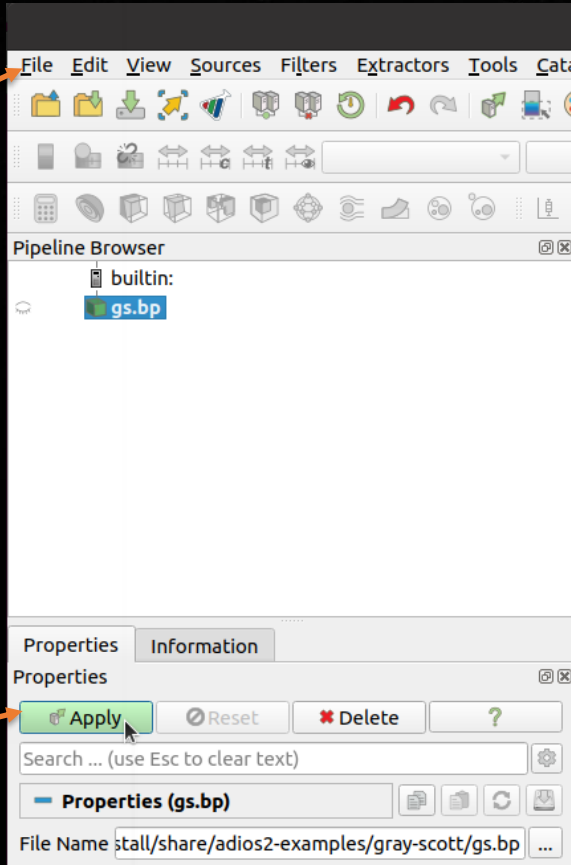 File Edit View Sources Filters Extractors Tools Cata
Pipeline Browser
builtin:
gs.bp
Properties Information
Properties
Apply Reset Delete ?
Search ... (use Esc to clear text)
Properties (gs.bp)
File Name stall/share/adios2-examples/gray-scott/gs.bp ...